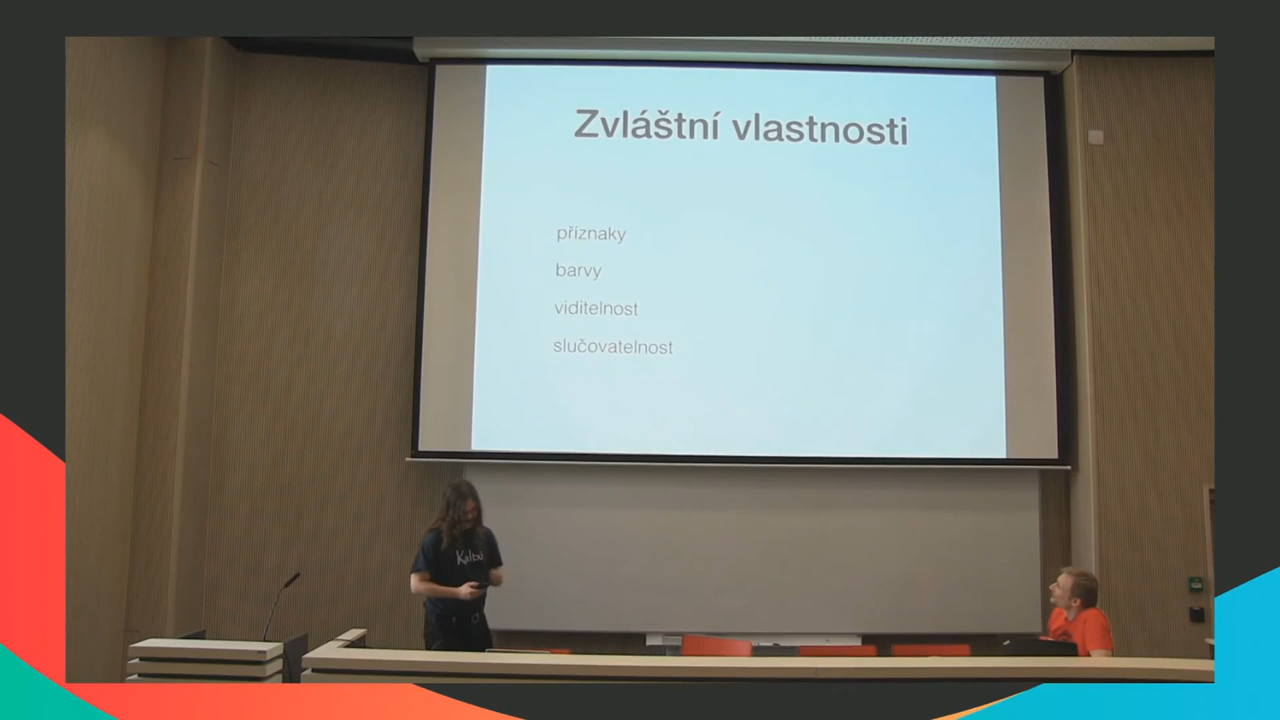 Zvláštní vlastnosti
příznaky
barvy
viditelnost
slučovatelnost